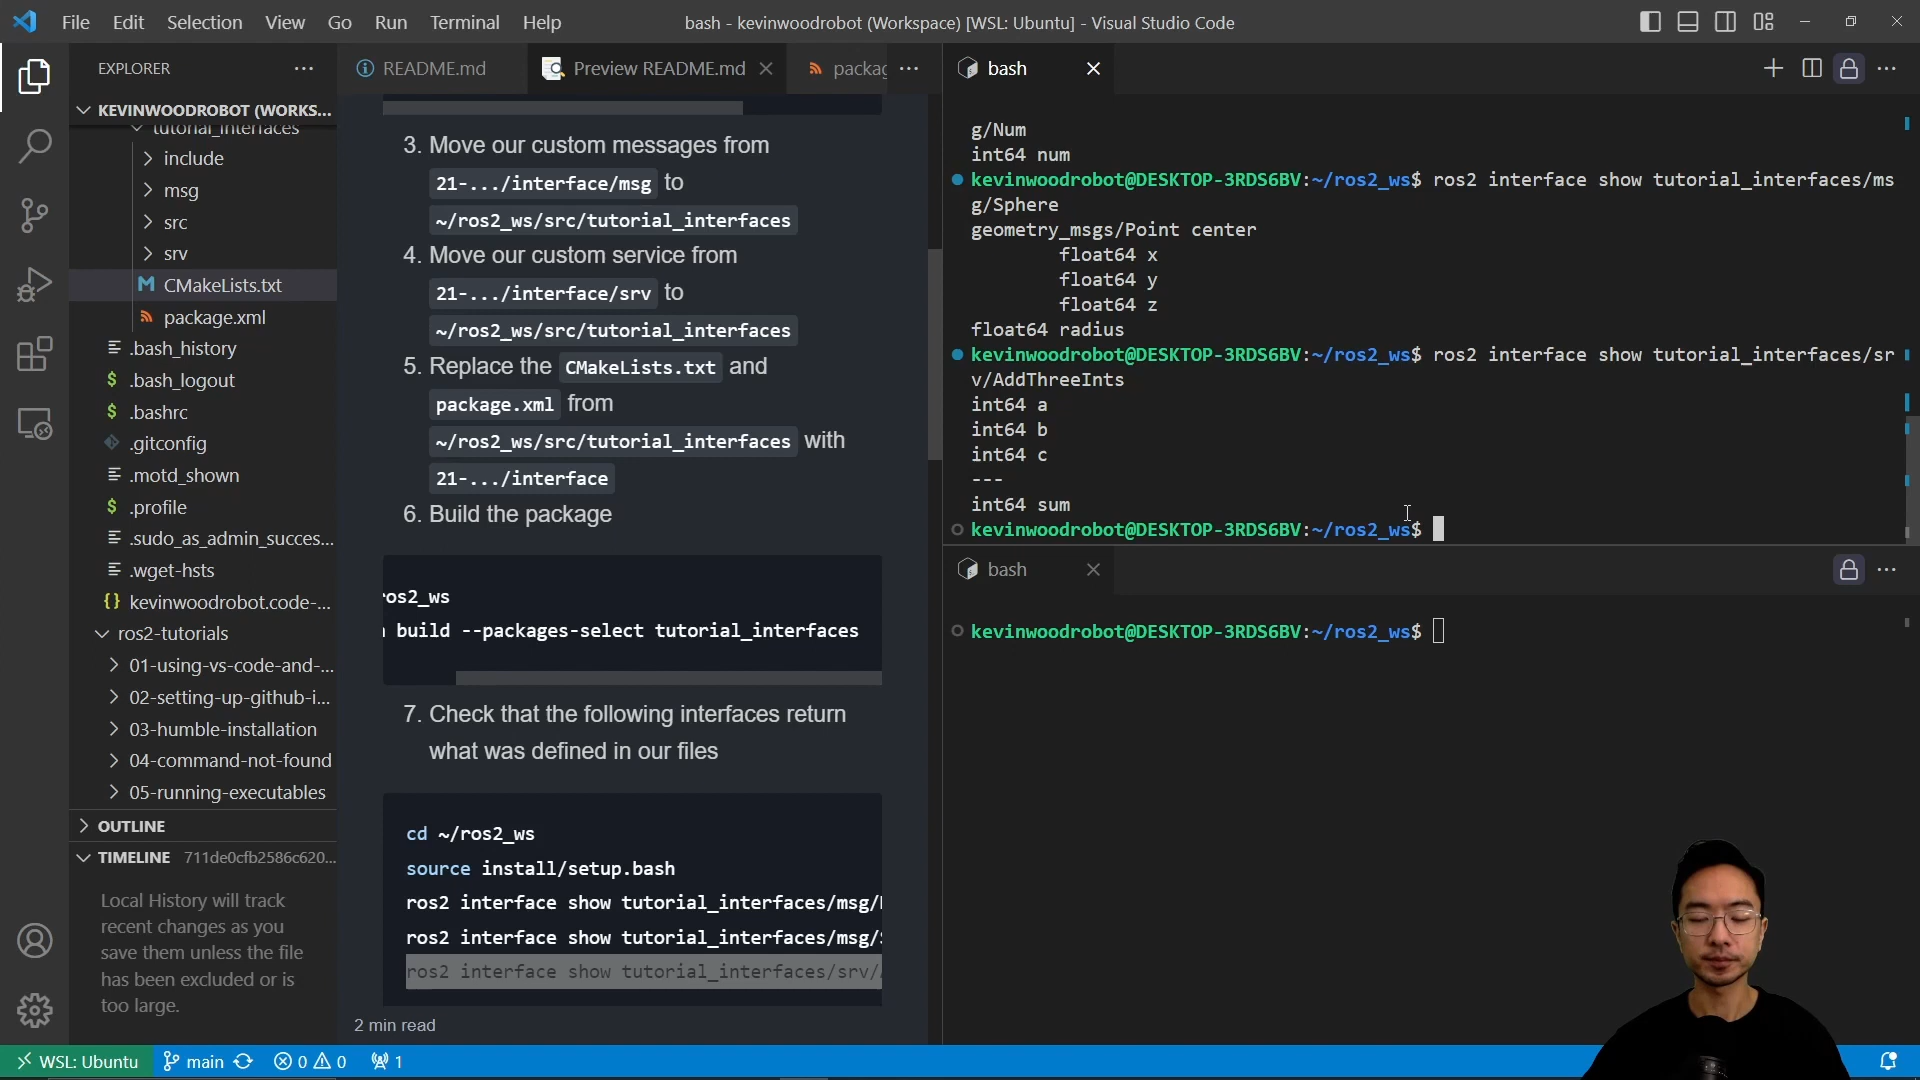 File Edit Selection View Go Run Terminal Help
bash - kevinwoodrobot (Workspace) [WSL: Ubuntu] - Visual Studio Code
EXPLORER
KEVINWOODROBOT (WORKS...
tutorial_interfaces
include
msg
src
srv
CMakeLists.txt
package.xml
.bash_history
.bash_logout
.bashrc
.gitconfig
.motd_shown
.profile
.sudo_as_admin_succes...
.wget-hsts
kevinwoodrobot.code-...
ros2-tutorials
01-using-vs-code-and-...
02-setting-up-github-i...
03-humble-installation
04-command-not-found
05-running-executables
OUTLINE
TIMELINE 711de0cfb2586c620...
Local History will track
recent changes as you
save them unless the file
has been excluded or is
too large.
README.md
Preview README.md
packag
3. Move our custom messages from
21-.../interface/msg to
~/ros2_ws/src/tutorial_interfaces
4. Move our custom service from
21-.../interface/srv to
~/ros2_ws/src/tutorial_interfaces
5. Replace the CMakeLists.txt and
package.xml from
~/ros2_ws/src/tutorial_interfaces with
21-.../interface
6. Build the package
ros2_ws
build --packages-select tutorial_interfaces
7. Check that the following interfaces return
what was defined in our files
cd ~/ros2_ws
source install/setup.bash
ros2 interface show tutorial_interfaces/msg/
ros2 interface show tutorial_interfaces/msg/S
ros2 interface show tutorial_interfaces/srv/
2 min read
bash
g/Num
int64 num
kevinwoodrobot@DESKTOP-3RDS6BV:~/ros2_ws$ ros2 interface show tutorial_interfaces/ms
g/Sphere
geometry_msgs/Point center
float64 x
float64 y
float64 z
float64 radius
kevinwoodrobot@DESKTOP-3RDS6BV:~/ros2_ws$ ros2 interface show tutorial_interfaces/sr
v/AddThreeInts
int64 a
int64 b
int64 c
---
int64 sum
kevinwoodrobot@DESKTOP-3RDS6BV:~/ros2_ws$
bash
kevinwoodrobot@DESKTOP-3RDS6BV:~/ros2_ws$
WSL: Ubuntu main 0 0 1